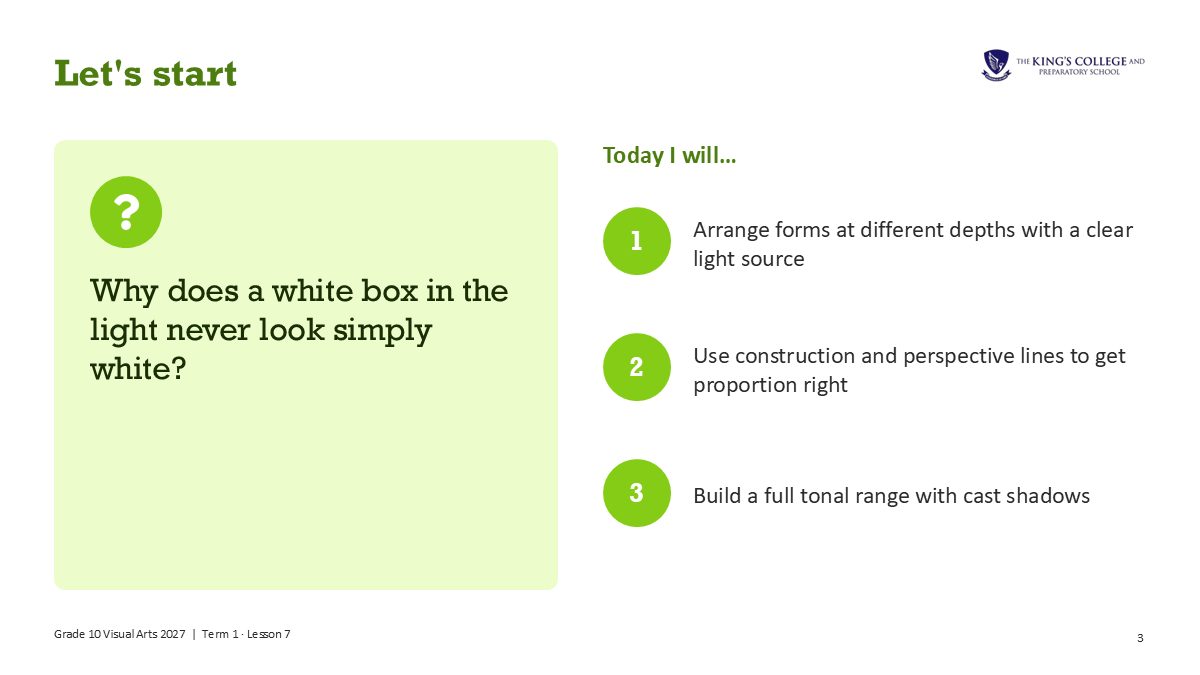 Let's start
THE KING'S COLLEGE AND
PREPARATORY SCHOOL
?
Why does a white box in the
light never look simply
white?
Today I will...
1
Arrange forms at different depths with a clear
light source
2
Use construction and perspective lines to get
proportion right
3
Build a full tonal range with cast shadows
Grade 10 Visual Arts 2027 | Term 1 · Lesson 7
3